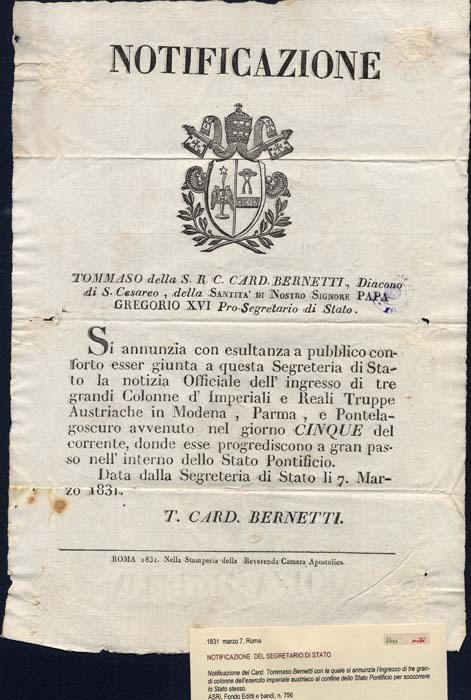 NOTIFICAZIONE
TOMMASO della S. R. C. CARD. BERNETTI, Diacono
di S. Cesareo, della SANTITA' DI NOSTRO SIGNORE PAPA
GREGORIO XVI Pro-Segretario di Stato.
Si annunzia con esultanza a pubblico con-
forto esser giunta a questa Segreteria di Sta-
to la notizia Officiale dell' ingresso di tre
grandi Colonne d' Imperiali e Reali Truppe
Austriache in Modena, Parma, e Pontela-
goscuro avvenuto nel giorno CINQUE del
corrente, donde esse progrediscono a gran pas-
so nell' interno dello Stato Pontificio.
Data dalla Segreteria di Stato li 7. Mar-
zo 1831.
T. CARD. BERNETTI.
ROMA 1831. Nella Stamperia della Reverenda Camera Apostolica.
1831 marzo 7, Roma
NOTIFICAZIONE DEL SEGRETARIO DI STATO
Notificazione del Card. Tommaso Bernetti con la quale si annunzia l'ingresso di tre gran-
di colonne dell'esercito imperiale austriaco al confine dello Stato Pontificio per soccorrere
lo Stato stesso.
ASRi, Fondo Editti e bandi, n. 756